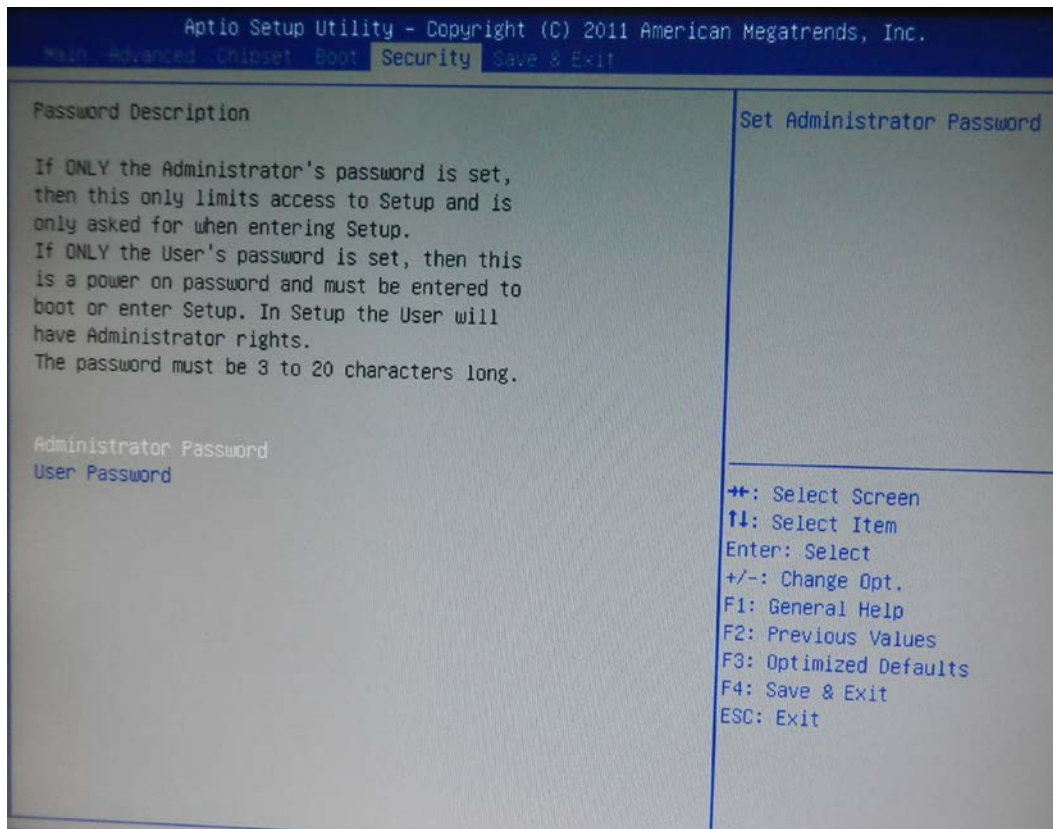 Aptio Setup Utility – Copyright (C) 2011 American Megatrends, Inc.
Main Advanced Chipset Boot Security Save & Exit
Password Description
If ONLY the Administrator's password is set,
then this only limits access to Setup and is
only asked for when entering Setup.
If ONLY the User's password is set, then this
is a power on password and must be entered to
boot or enter Setup. In Setup the User will
have Administrator rights.
The password must be 3 to 20 characters long.
Administrator Password
User Password
Set Administrator Password
→←: Select Screen
↑↓: Select Item
Enter: Select
+/-: Change Opt.
F1: General Help
F2: Previous Values
F3: Optimized Defaults
F4: Save & Exit
ESC: Exit